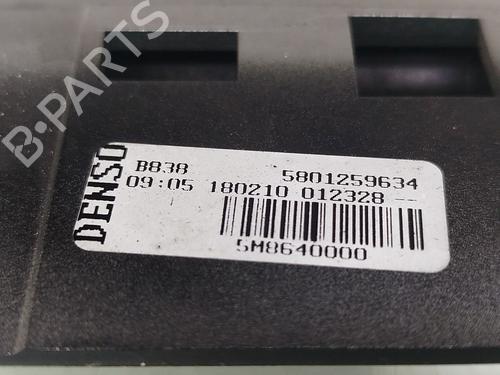 B-PARTS
DENSO
B838 5801259634
09:05 180210 012328 --
5M8640000